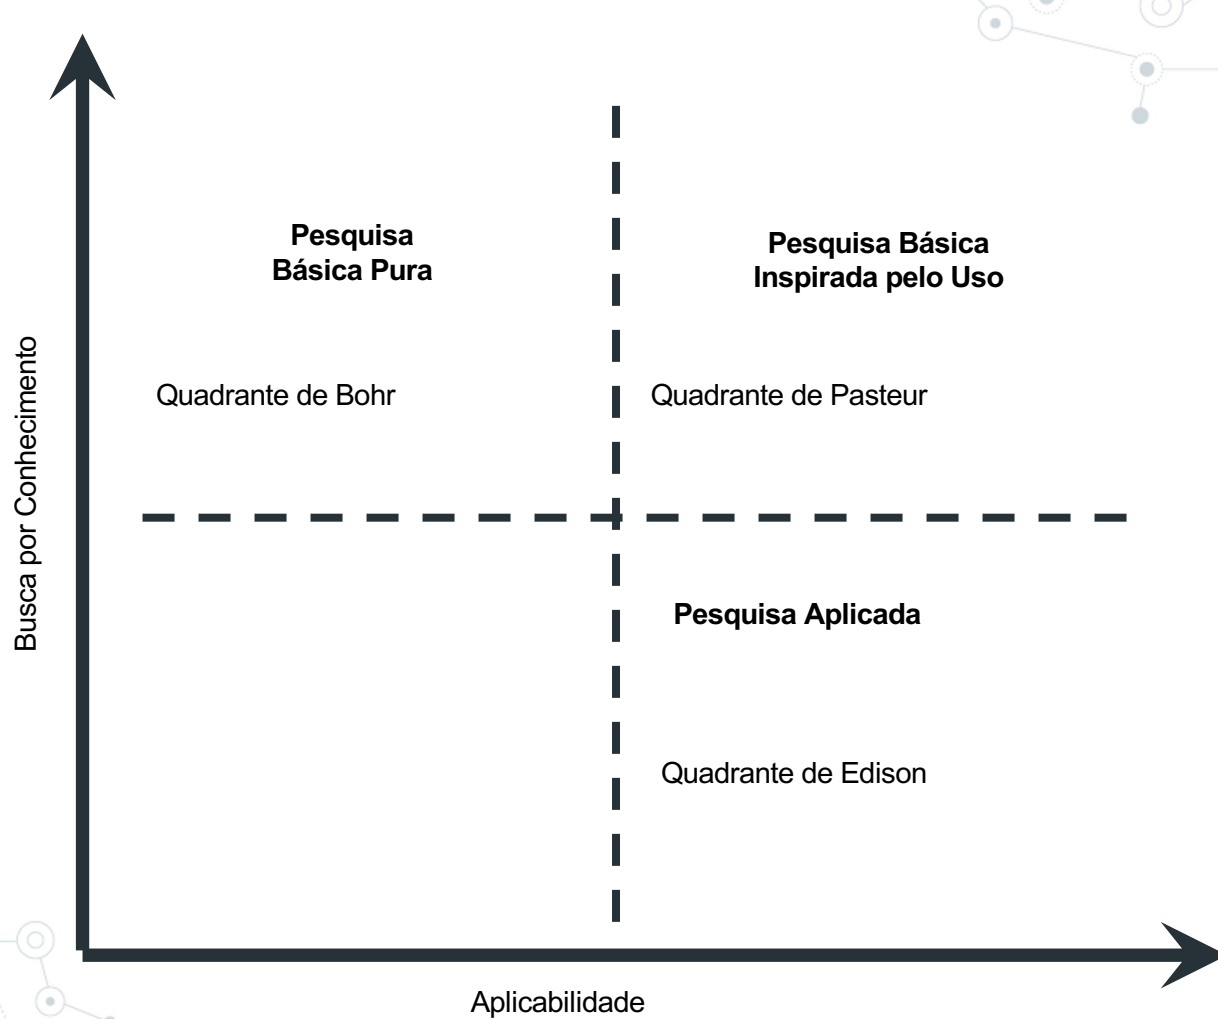 Pesquisa
Básica Pura
Pesquisa Básica
Inspirada pelo Uso
Quadrante de Bohr
Quadrante de Pasteur
Busca por Conhecimento
Pesquisa Aplicada
Quadrante de Edison
Aplicabilidade